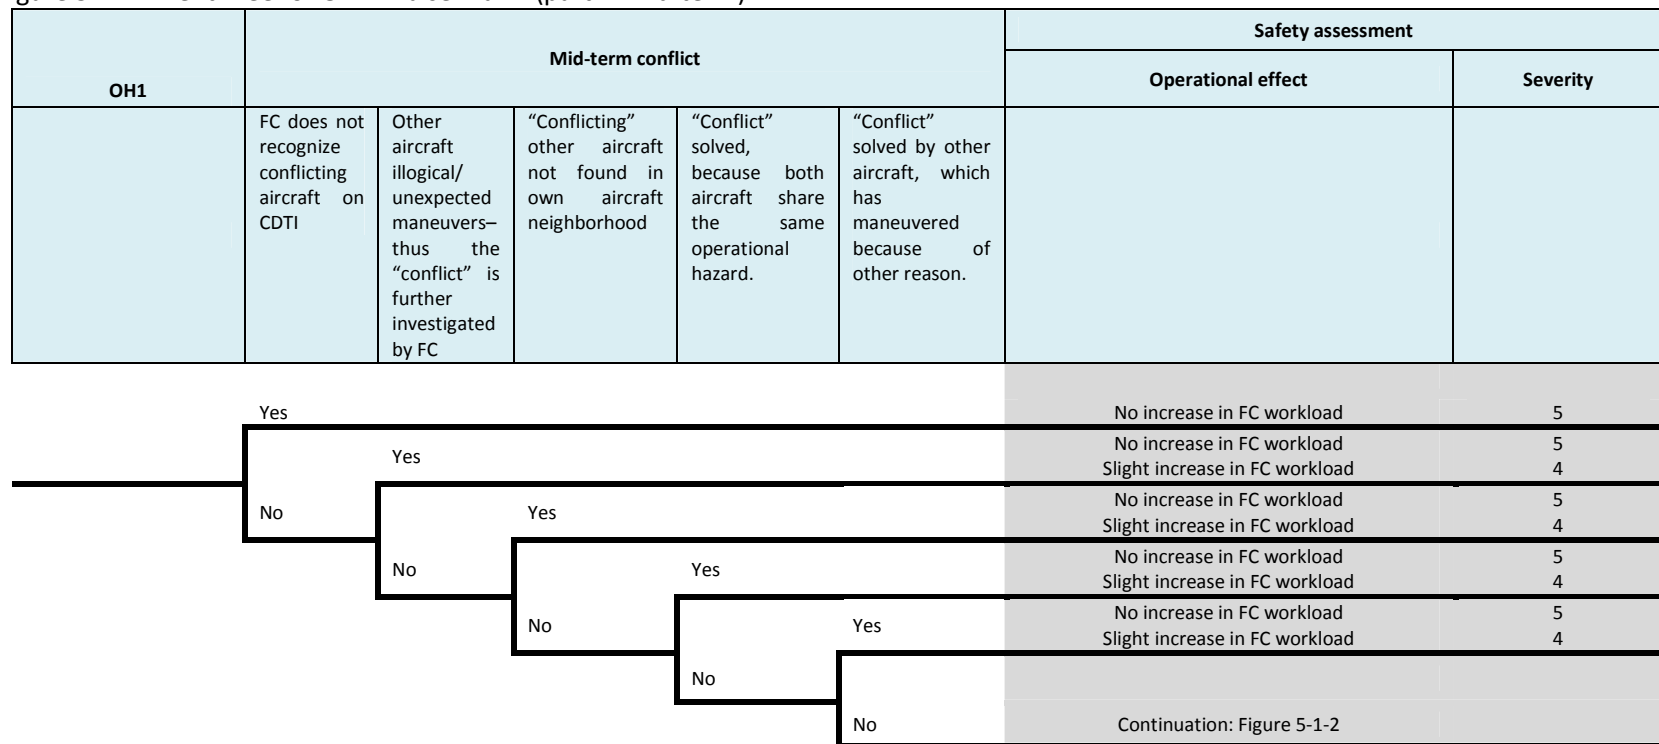 Safety assessment
Mid-term conflict
Operational effect
Severity
OH1
FC does not
recognize
conflicting
aircraft on
CDTI
Other
aircraft
illogical/
unexpected
maneuvers–
thus the
“conflict” is
further
investigated
by FC
“Conflicting”
other aircraft
not found in
own aircraft
neighborhood
“Conflict”
solved,
because both
aircraft share
the same
operational
hazard.
“Conflict”
solved by other
aircraft, which
has
maneuvered
because of
other reason.
Yes
No increase in FC workload 5
No increase in FC workload 5
Yes
Slight increase in FC workload 4
No increase in FC workload 5
No Yes
Slight increase in FC workload 4
No increase in FC workload 5
No Yes
Slight increase in FC workload 4
No increase in FC workload 5
No Yes
Slight increase in FC workload 4
No
No Continuation: Figure 5-1-2